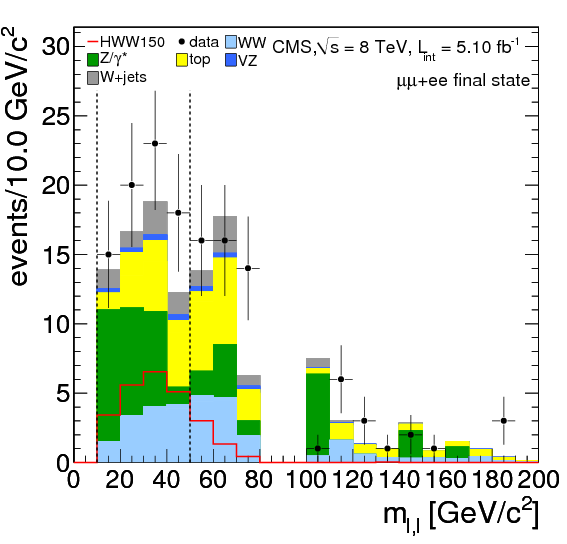 HWW150 data WW
Z/γ* top VZ
W+jets
CMS,√s = 8 TeV, L_int = 5.10 fb⁻¹
μμ+ee final state
events/10.0 GeV/c²
30
25
20
15
10
5
0
0 20 40 60 80 100 120 140 160 180 200
m_l,l [GeV/c²]